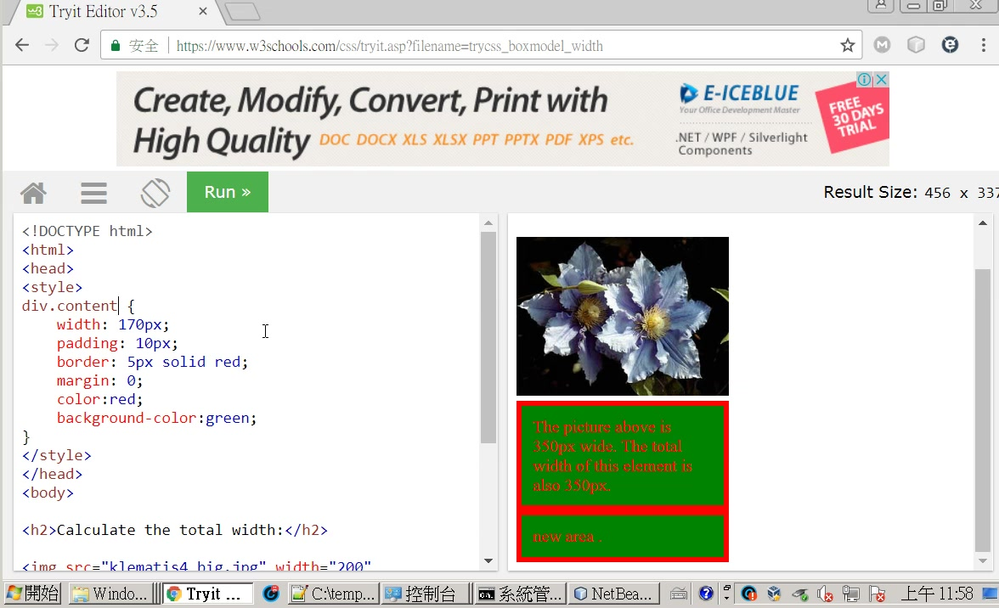 Tryit Editor v3.5
安全 https://www.w3schools.com/css/tryit.asp?filename=trycss_boxmodel_width
Create, Modify, Convert, Print with
High Quality DOC DOCX XLS XLSX PPT PPTX PDF XPS etc.
E-ICEBLUE
Your Office Development Master
.NET / WPF / Silverlight
Components
FREE
30 DAYS
TRIAL
Run »
Result Size: 456 x 337
<!DOCTYPE html>
<html>
<head>
<style>
div.content {
width: 170px;
padding: 10px;
border: 5px solid red;
margin: 0;
color:red;
background-color:green;
}
</style>
</head>
<body>
<h2>Calculate the total width:</h2>
<img src="klematis4_big.jpg" width="200"
The picture above is
350px wide. The total
width of this element is
also 350px.
new area .
開始
Windo...
Tryit ...
C:\temp...
控制台
系統管...
NetBea...
上午 11:58